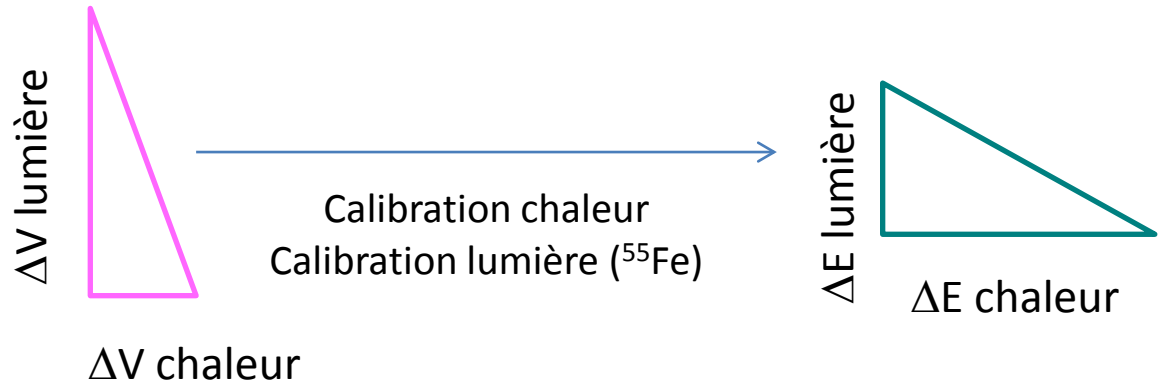 ΔV lumière
ΔV chaleur
Calibration chaleur
Calibration lumière (⁵⁵Fe)
ΔE lumière
ΔE chaleur